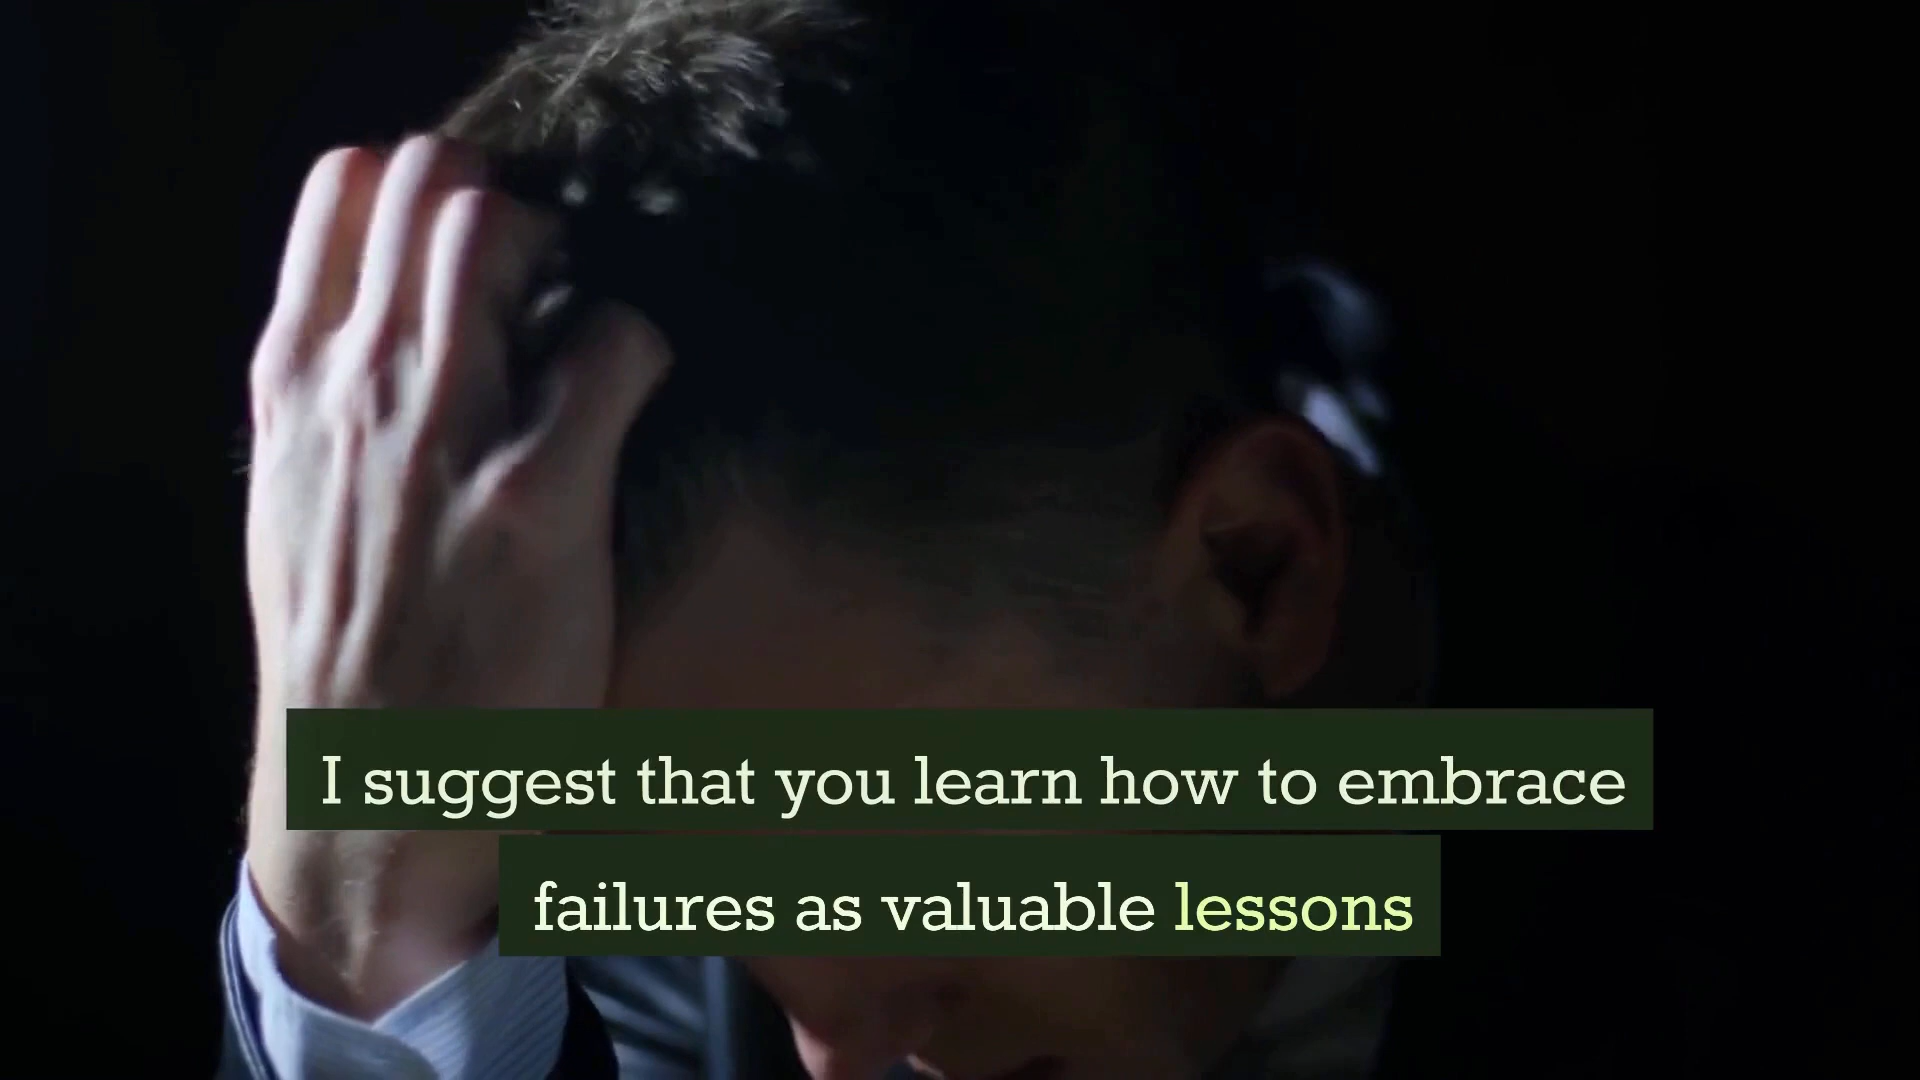 I suggest that you learn how to embrace
failures as valuable lessons